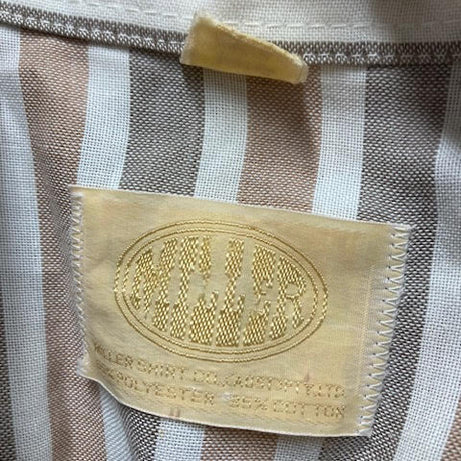 MILLER
MILLER SHIRT CO. (AUST) PTY. LTD.
POLYESTER - 35% COTTON